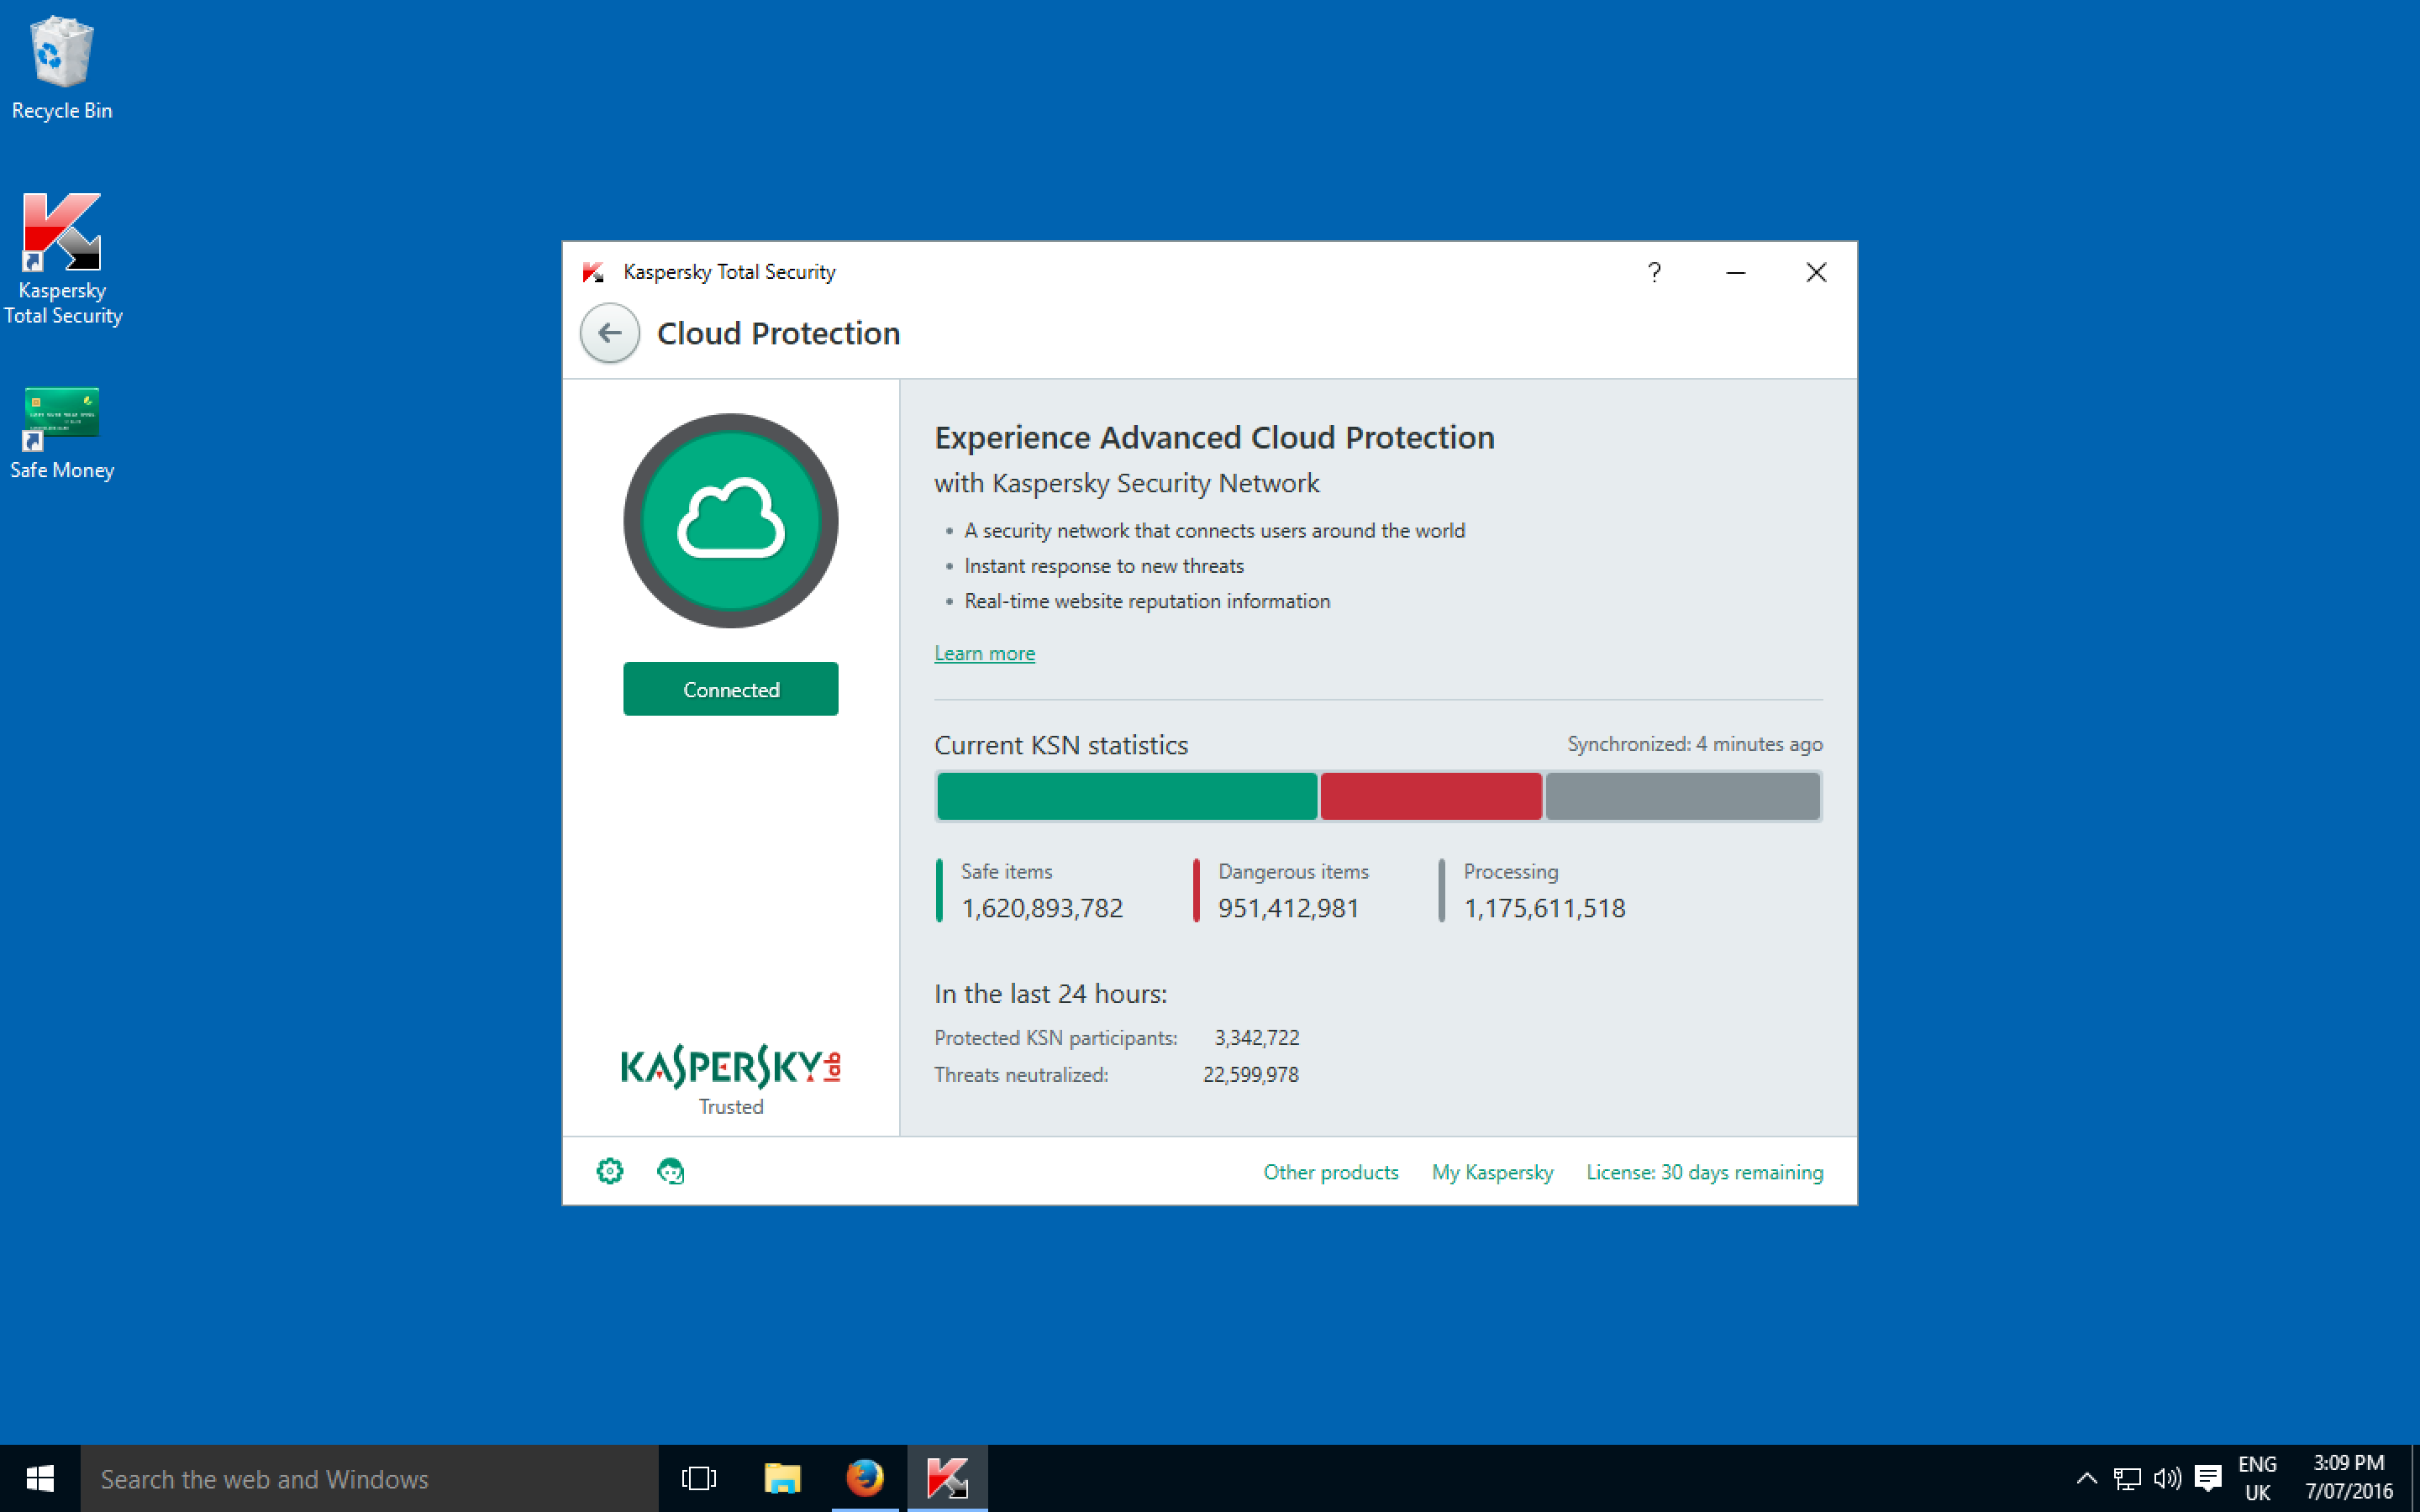 Recycle Bin
Kaspersky
Total Security
Safe Money
Kaspersky Total Security
?
Cloud Protection
Connected
KASPERSKY lab
Trusted
Experience Advanced Cloud Protection
with Kaspersky Security Network
• A security network that connects users around the world
• Instant response to new threats
• Real-time website reputation information
Learn more
Current KSN statistics
Synchronized: 4 minutes ago
Safe items
1,620,893,782
Dangerous items
951,412,981
Processing
1,175,611,518
In the last 24 hours:
Protected KSN participants: 3,342,722
Threats neutralized: 22,599,978
Other products
My Kaspersky
License: 30 days remaining
Search the web and Windows
ENG
UK
3:09 PM
7/07/2016